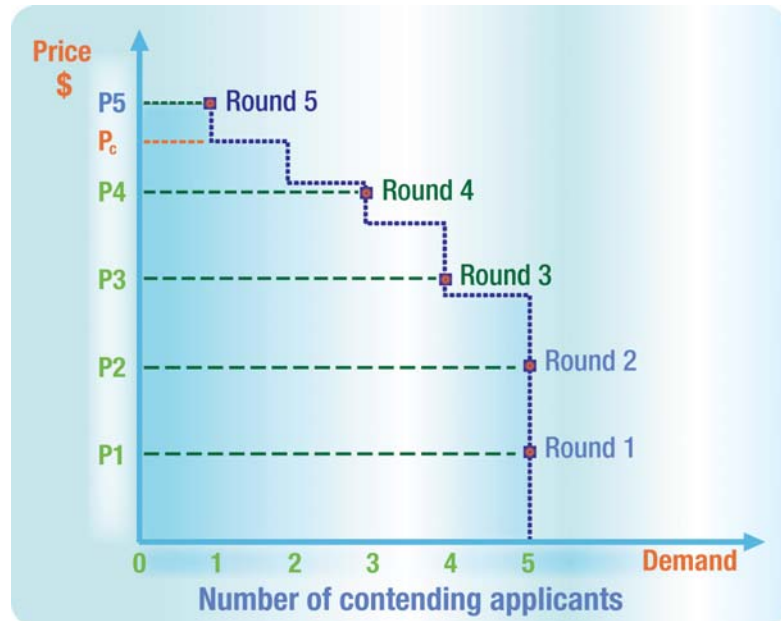 Price
$
P5
Round 5
Pc
P4
Round 4
P3
Round 3
P2
Round 2
P1
Round 1
0 1 2 3 4 5 Demand
Number of contending applicants